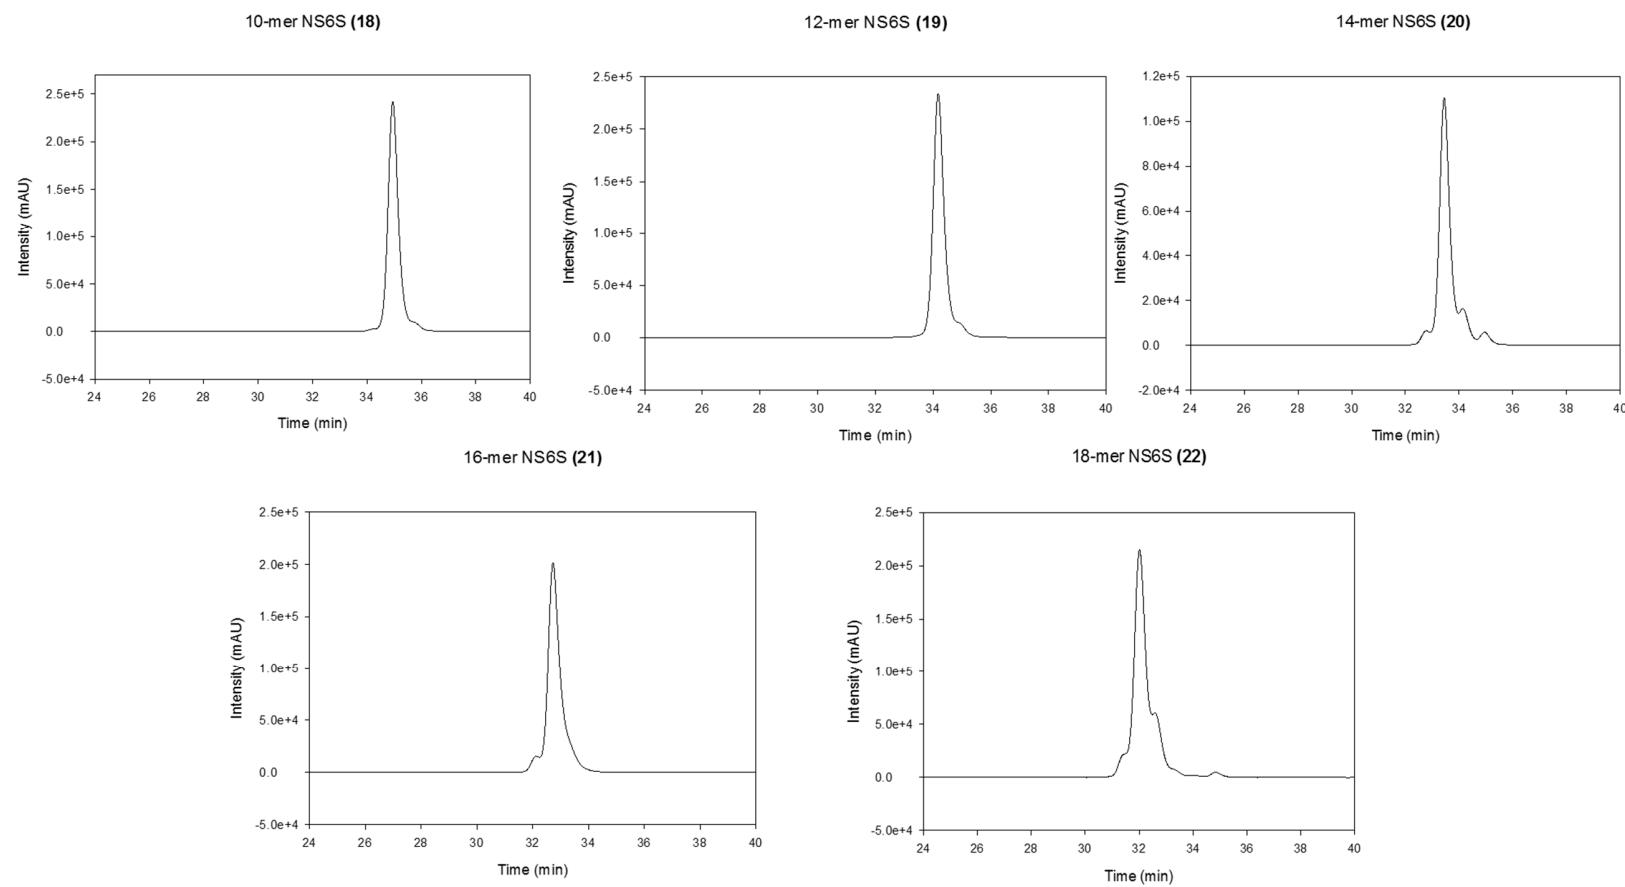 10-mer NS6S (18)
2.5e+5
2.0e+5
1.5e+5
1.0e+5
5.0e+4
0.0
-5.0e+4
Intensity (mAU)
24 26 28 30 32 34 36 38 40
Time (min)
12-mer NS6S (19)
2.5e+5
2.0e+5
1.5e+5
1.0e+5
5.0e+4
0.0
-5.0e+4
Intensity (mAU)
24 26 28 30 32 34 36 38 40
Time (min)
14-mer NS6S (20)
1.2e+5
1.0e+5
8.0e+4
6.0e+4
4.0e+4
2.0e+4
0.0
-2.0e+4
Intensity (mAU)
24 26 28 30 32 34 36 38 40
Time (min)
16-mer NS6S (21)
2.5e+5
2.0e+5
1.5e+5
1.0e+5
5.0e+4
0.0
-5.0e+4
Intensity (mAU)
24 26 28 30 32 34 36 38 40
Time (min)
18-mer NS6S (22)
2.5e+5
2.0e+5
1.5e+5
1.0e+5
5.0e+4
0.0
-5.0e+4
Intensity (mAU)
24 26 28 30 32 34 36 38 40
Time (min)